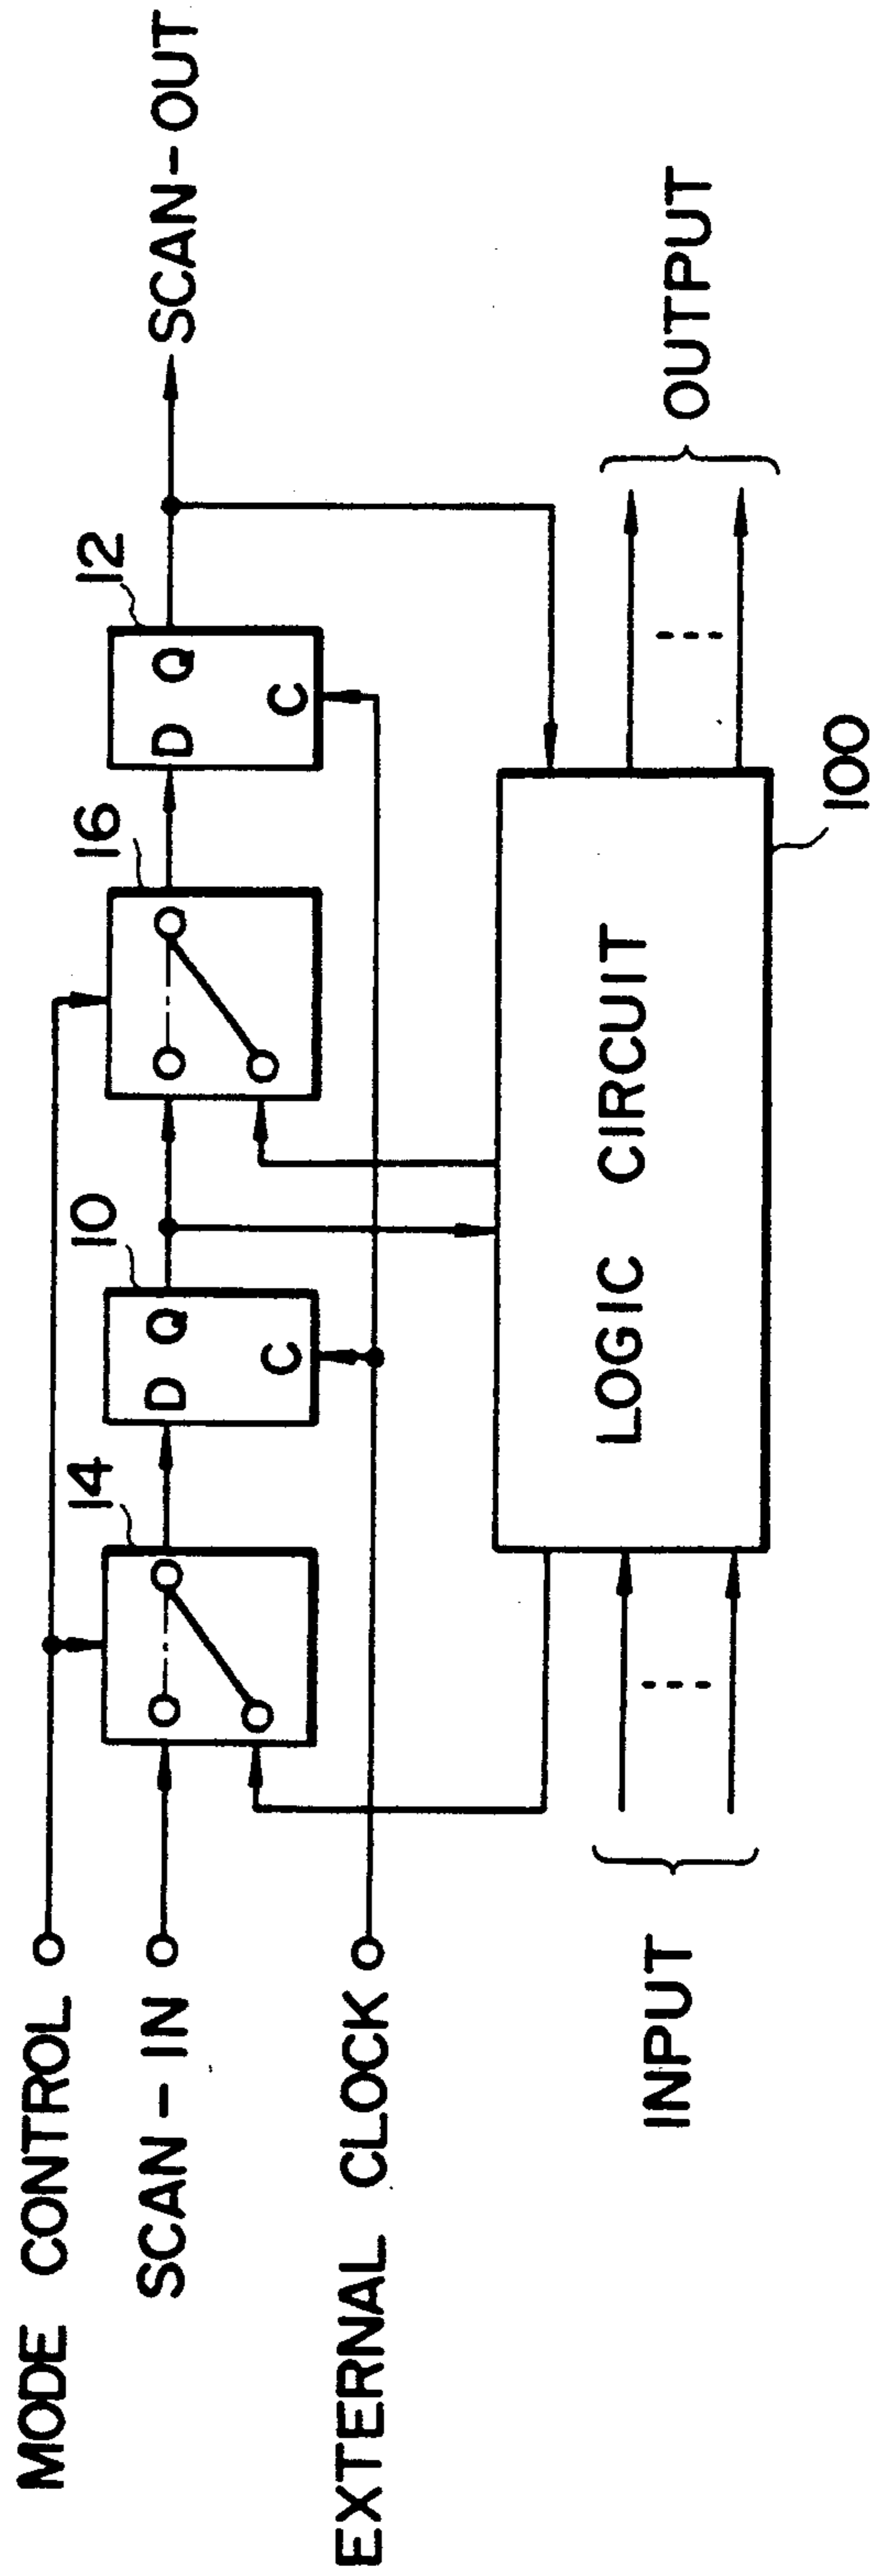 MODE CONTROL
SCAN-IN
EXTERNAL CLOCK
14
10
16
12
D Q
C
D Q
C
SCAN-OUT
INPUT
LOGIC CIRCUIT
100
OUTPUT